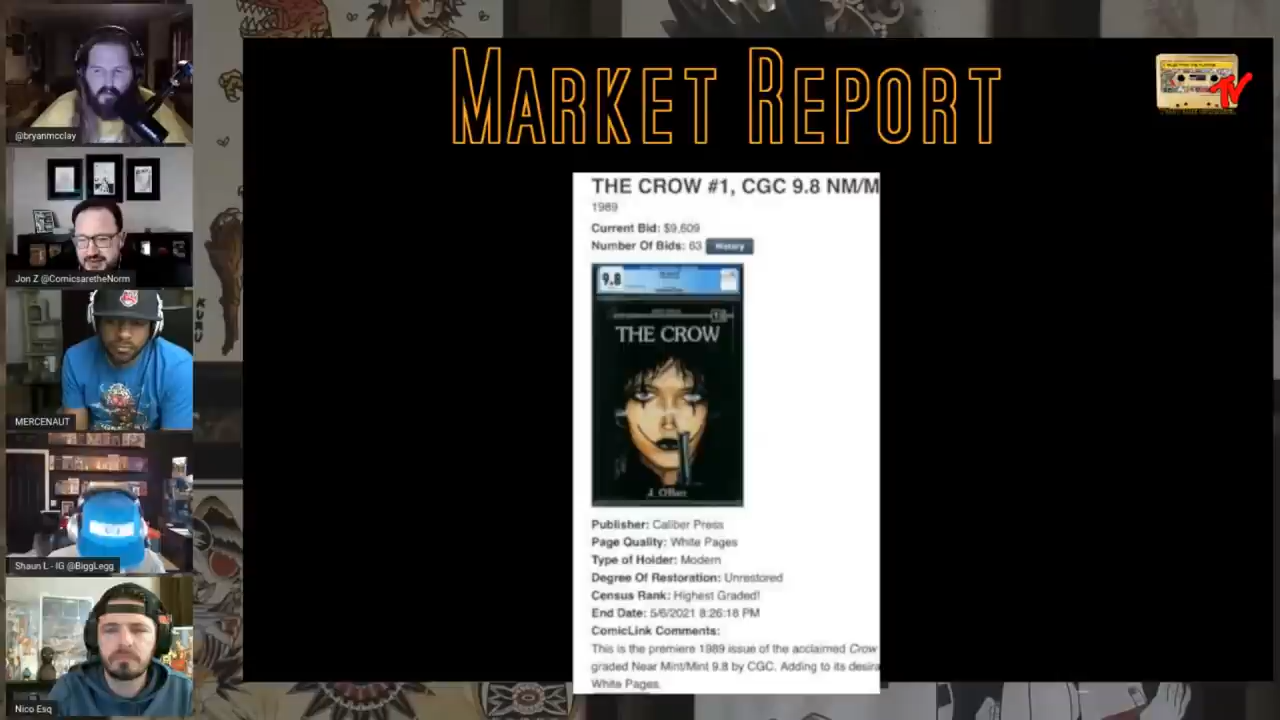 MARKET REPORT
TV
@bryanmcclay
Jon Z @ComicsaretheNorm
MERCENAUT
Shaun L - IG @BiggLegg
Nico Esq
KURU
THE CROW #1, CGC 9.8 NM/M
1989
Current Bid: $9,609
Number Of Bids: 63 History
9.8
THE CROW
J. O'Barr
Publisher: Caliber Press
Page Quality: White Pages
Type of Holder: Modern
Degree Of Restoration: Unrestored
Census Rank: Highest Graded!
End Date: 5/6/2021 8:26:18 PM
ComicLink Comments:
This is the premiere 1989 issue of the acclaimed Crow
graded Near Mint/Mint 9.8 by CGC. Adding to its desira
White Pages.